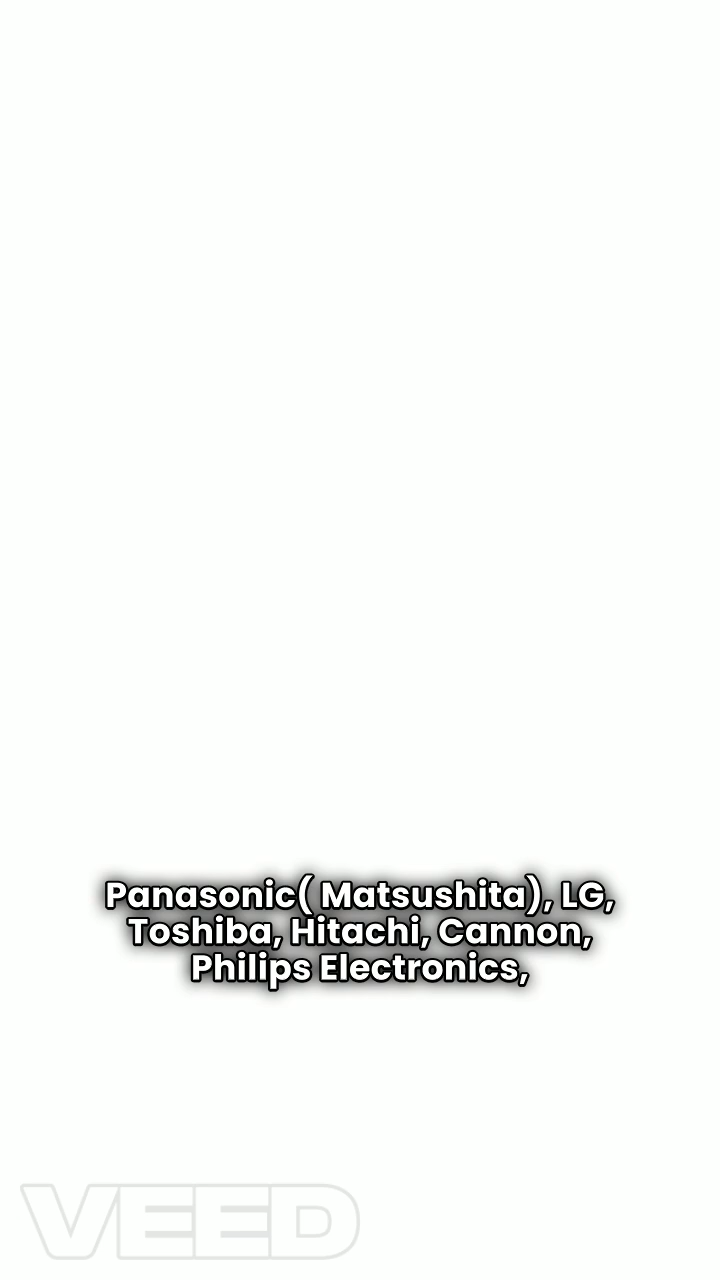 Panasonic( Matsushita), LG,
Toshiba, Hitachi, Cannon,
Philips Electronics,
VEED